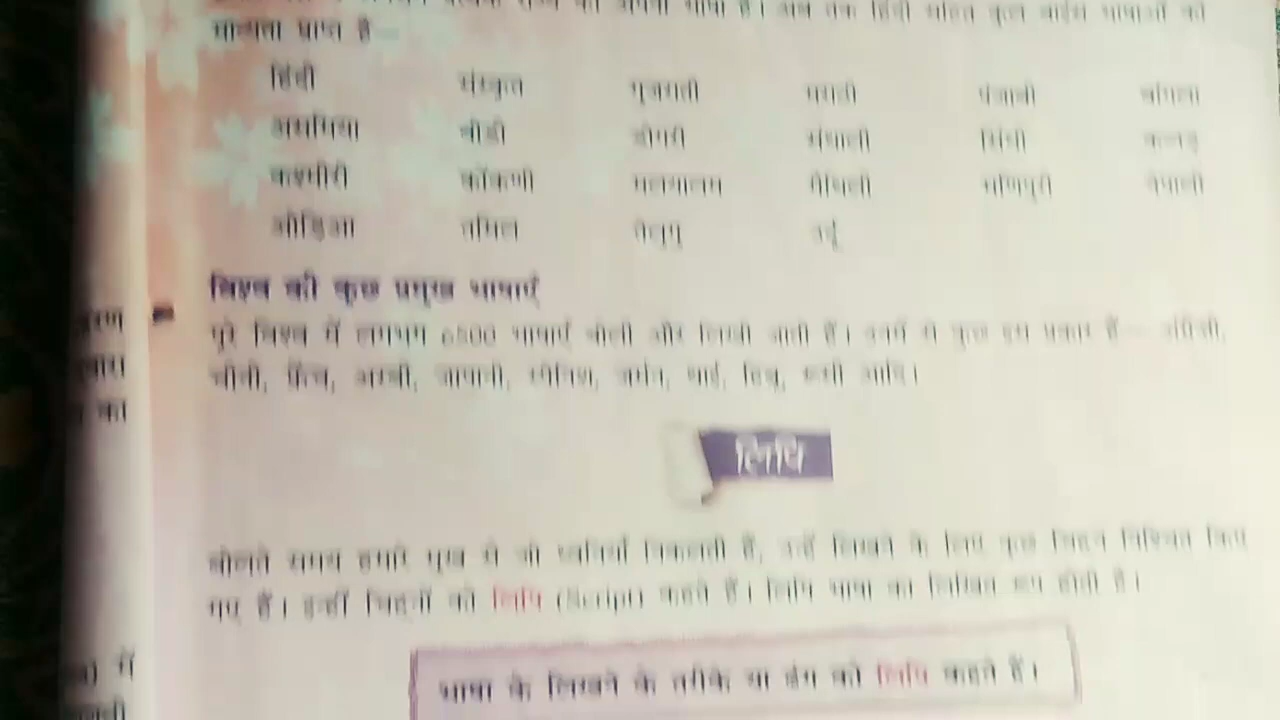 भाषा है। अब तक हिंदी सहित कुल बाईस भाषाओं को
मान्यता प्राप्त है—
हिंदी संस्कृत गुजराती मराठी पंजाबी बांग्ला
असमिया बोडो डोगरी संथाली सिंधी कन्नड़
कश्मीरी कोंकणी मलयालम मैथिली मणिपुरी नेपाली
ओड़िआ तमिल तेलुगु उर्दू
विश्व की कुछ प्रमुख भाषाएँ
पूरे विश्व में लगभग 6500 भाषाएँ बोली और लिखी जाती हैं। उनमें से कुछ इस प्रकार हैं— अंग्रेज़ी,
चीनी, फ्रेंच, अरबी, जापानी, स्पेनिश, जर्मन, थाई, हिब्रू, रूसी आदि।
लिपि
बोलते समय हमारे मुख से जो ध्वनियाँ निकलती हैं, उन्हें लिखने के लिए कुछ चिह्न निश्चित किए
गए हैं। इन्हीं चिह्नों को लिपि (Script) कहते हैं। लिपि भाषा का लिखित रूप होती है।
भाषा के लिखने के तरीके या ढंग को लिपि कहते हैं।
का
में